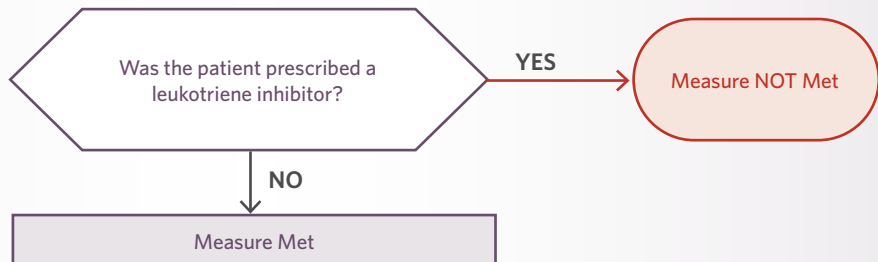 Was the patient prescribed a
leukotriene inhibitor?
YES
Measure NOT Met
NO
Measure Met